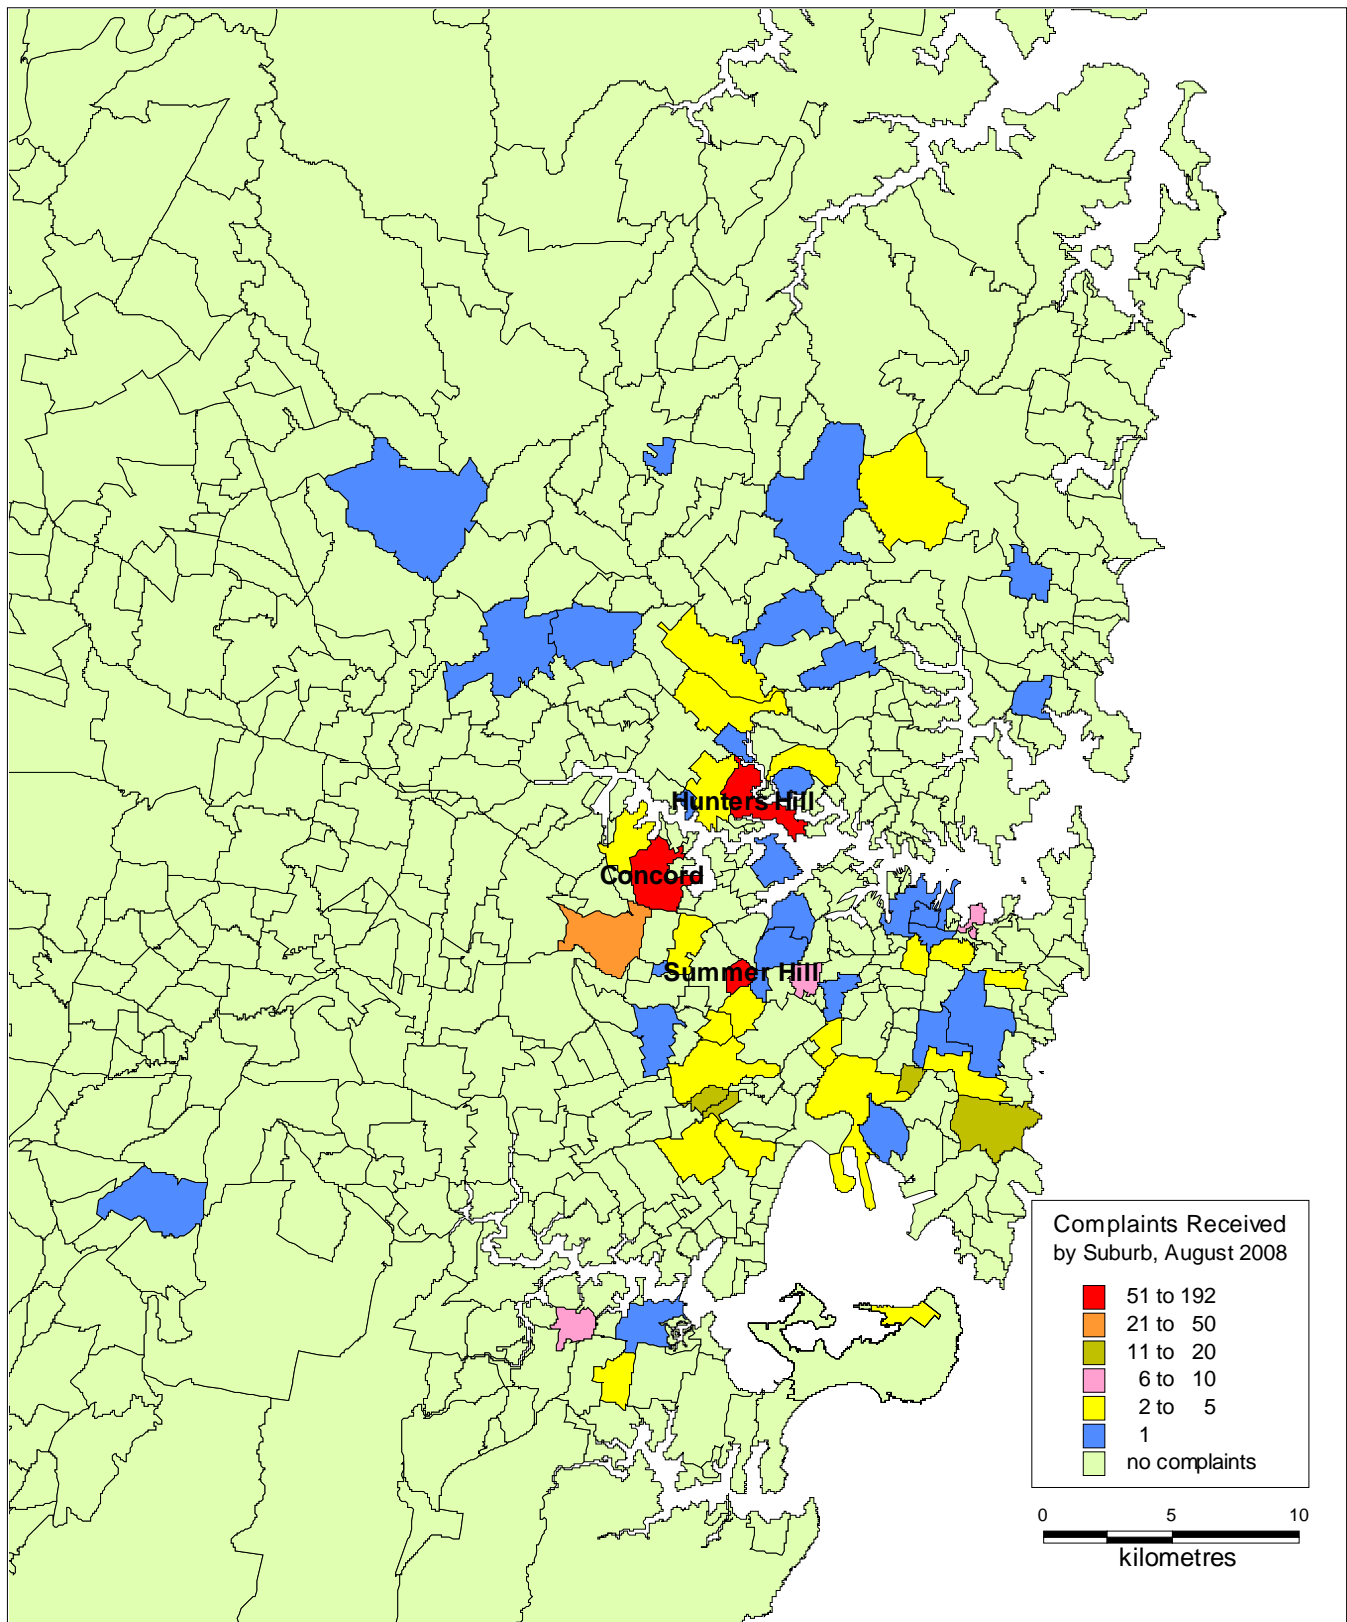 Hunters Hill
Concord
Summer Hill
Complaints Received
by Suburb, August 2008
51 to 192
21 to 50
11 to 20
6 to 10
2 to 5
1
no complaints
0 5 10
kilometres